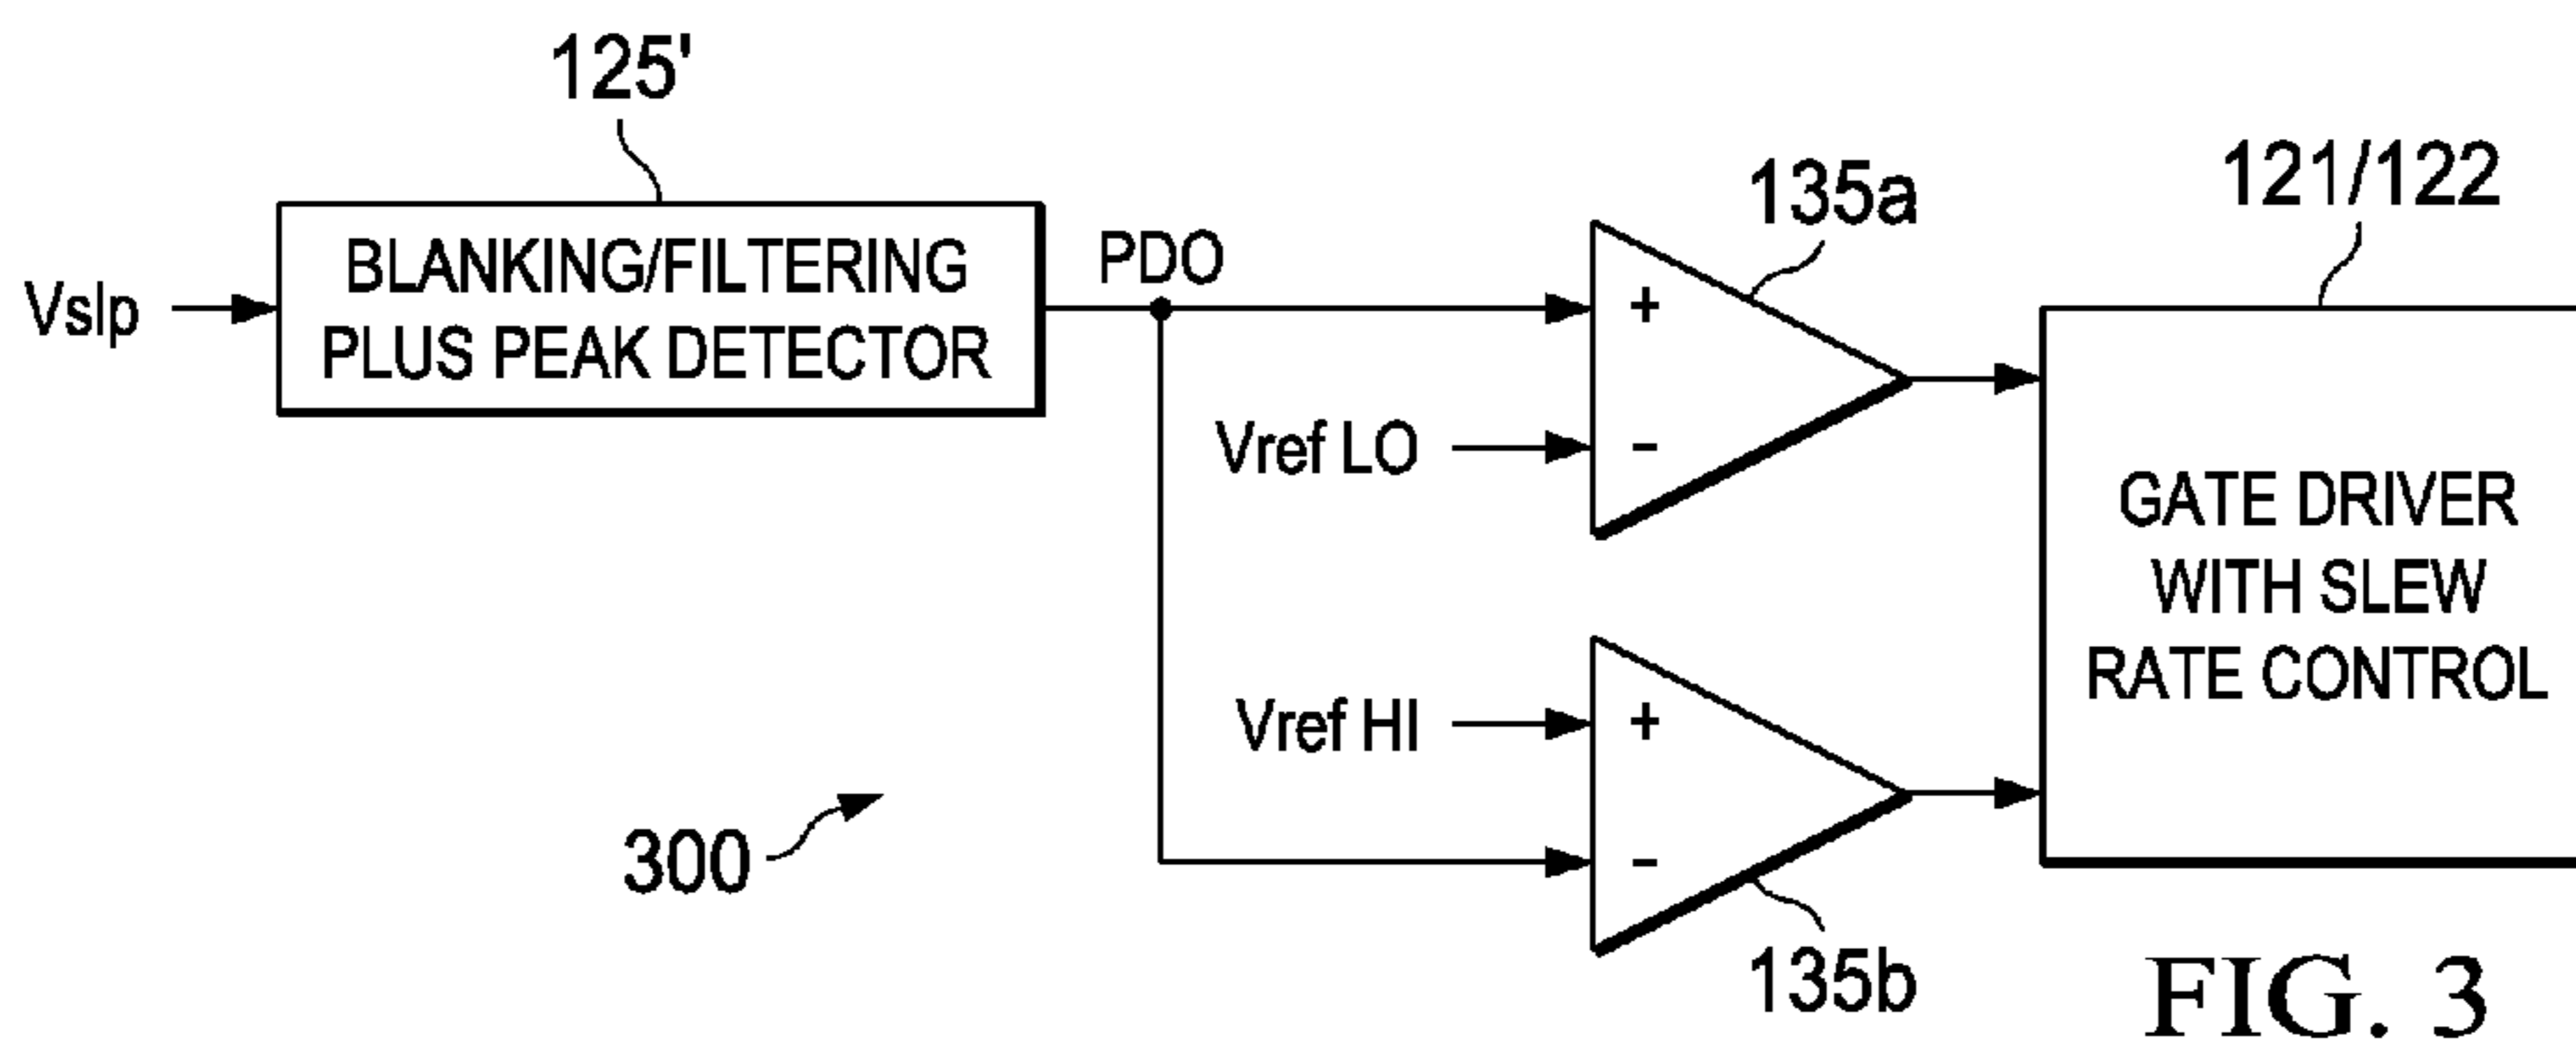 125'
BLANKING/FILTERING
PLUS PEAK DETECTOR
Vslp
PDO
135a
+
Vref LO
-
121/122
GATE DRIVER
WITH SLEW
RATE CONTROL
Vref HI
+
-
135b
300
FIG. 3